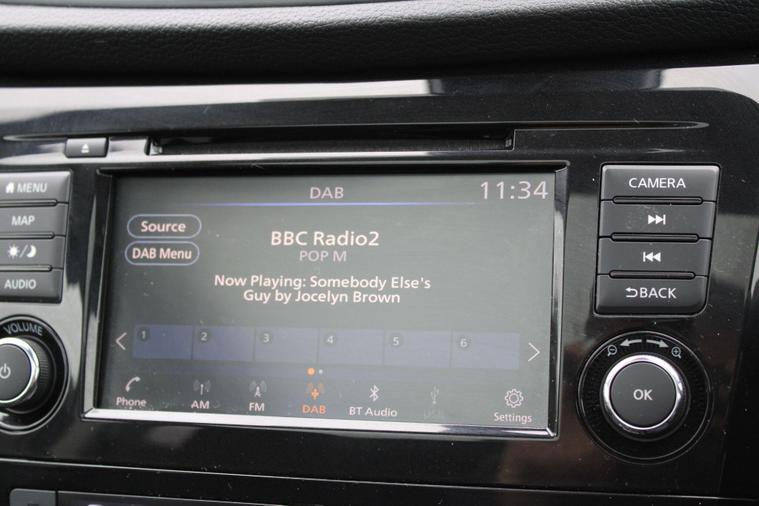 DAB
11:34
Source
DAB Menu
BBC Radio2
POP M
Now Playing: Somebody Else's
Guy by Jocelyn Brown
1 2 3 4 5 6
Phone AM FM DAB BT Audio USB Settings
MENU
MAP
AUDIO
VOLUME
CAMERA
BACK
OK